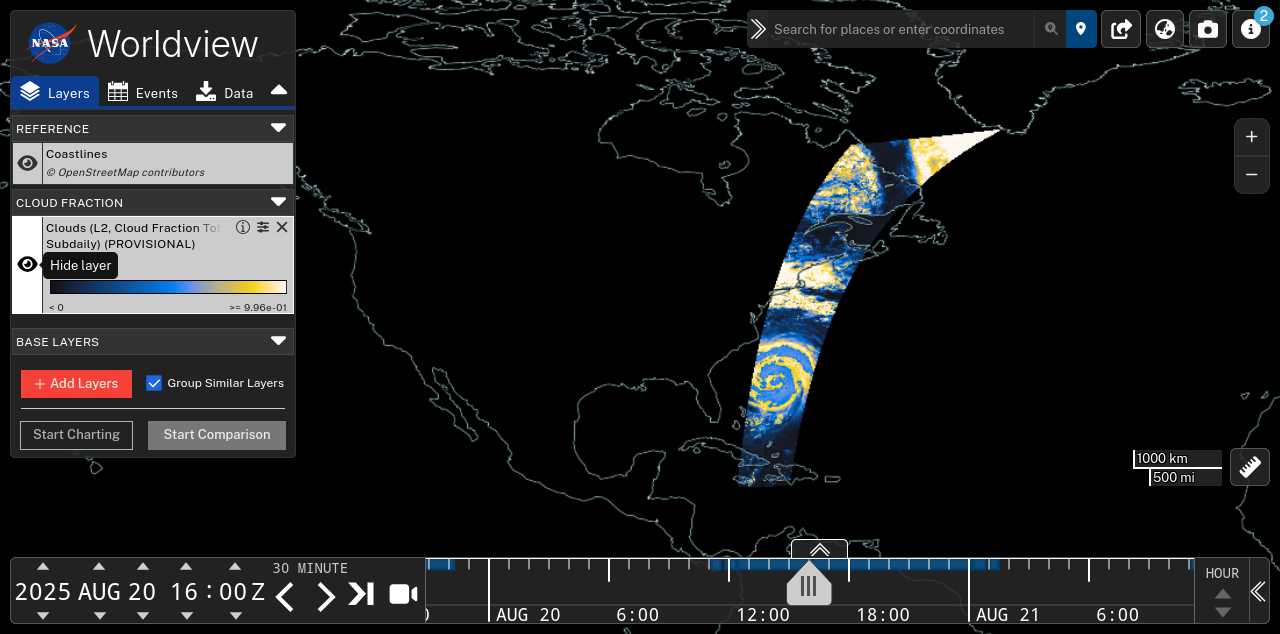 NASA Worldview
Search for places or enter coordinates
2
Layers Events Data
REFERENCE
Coastlines
© OpenStreetMap contributors
CLOUD FRACTION
Clouds (L2, Cloud Fraction Tot
Subdaily) (PROVISIONAL)
Hide layer
< 0 >= 9.96e-01
BASE LAYERS
+ Add Layers Group Similar Layers
Start Charting Start Comparison
1000 km
500 mi
30 MINUTE
2025 AUG 20 16 : 00 Z
HOUR
AUG 20 6:00 12:00 18:00 AUG 21 6:00